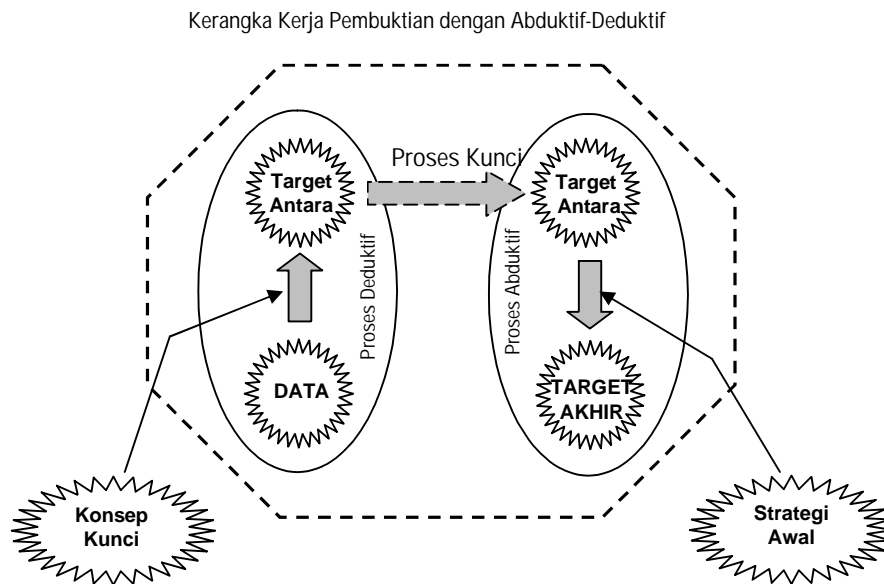 Kerangka Kerja Pembuktian dengan Abduktif-Deduktif
Proses Kunci
Target
Antara
Target
Antara
Proses Deduktif
Proses Abduktif
DATA
TARGET
AKHIR
Konsep
Kunci
Strategi
Awal